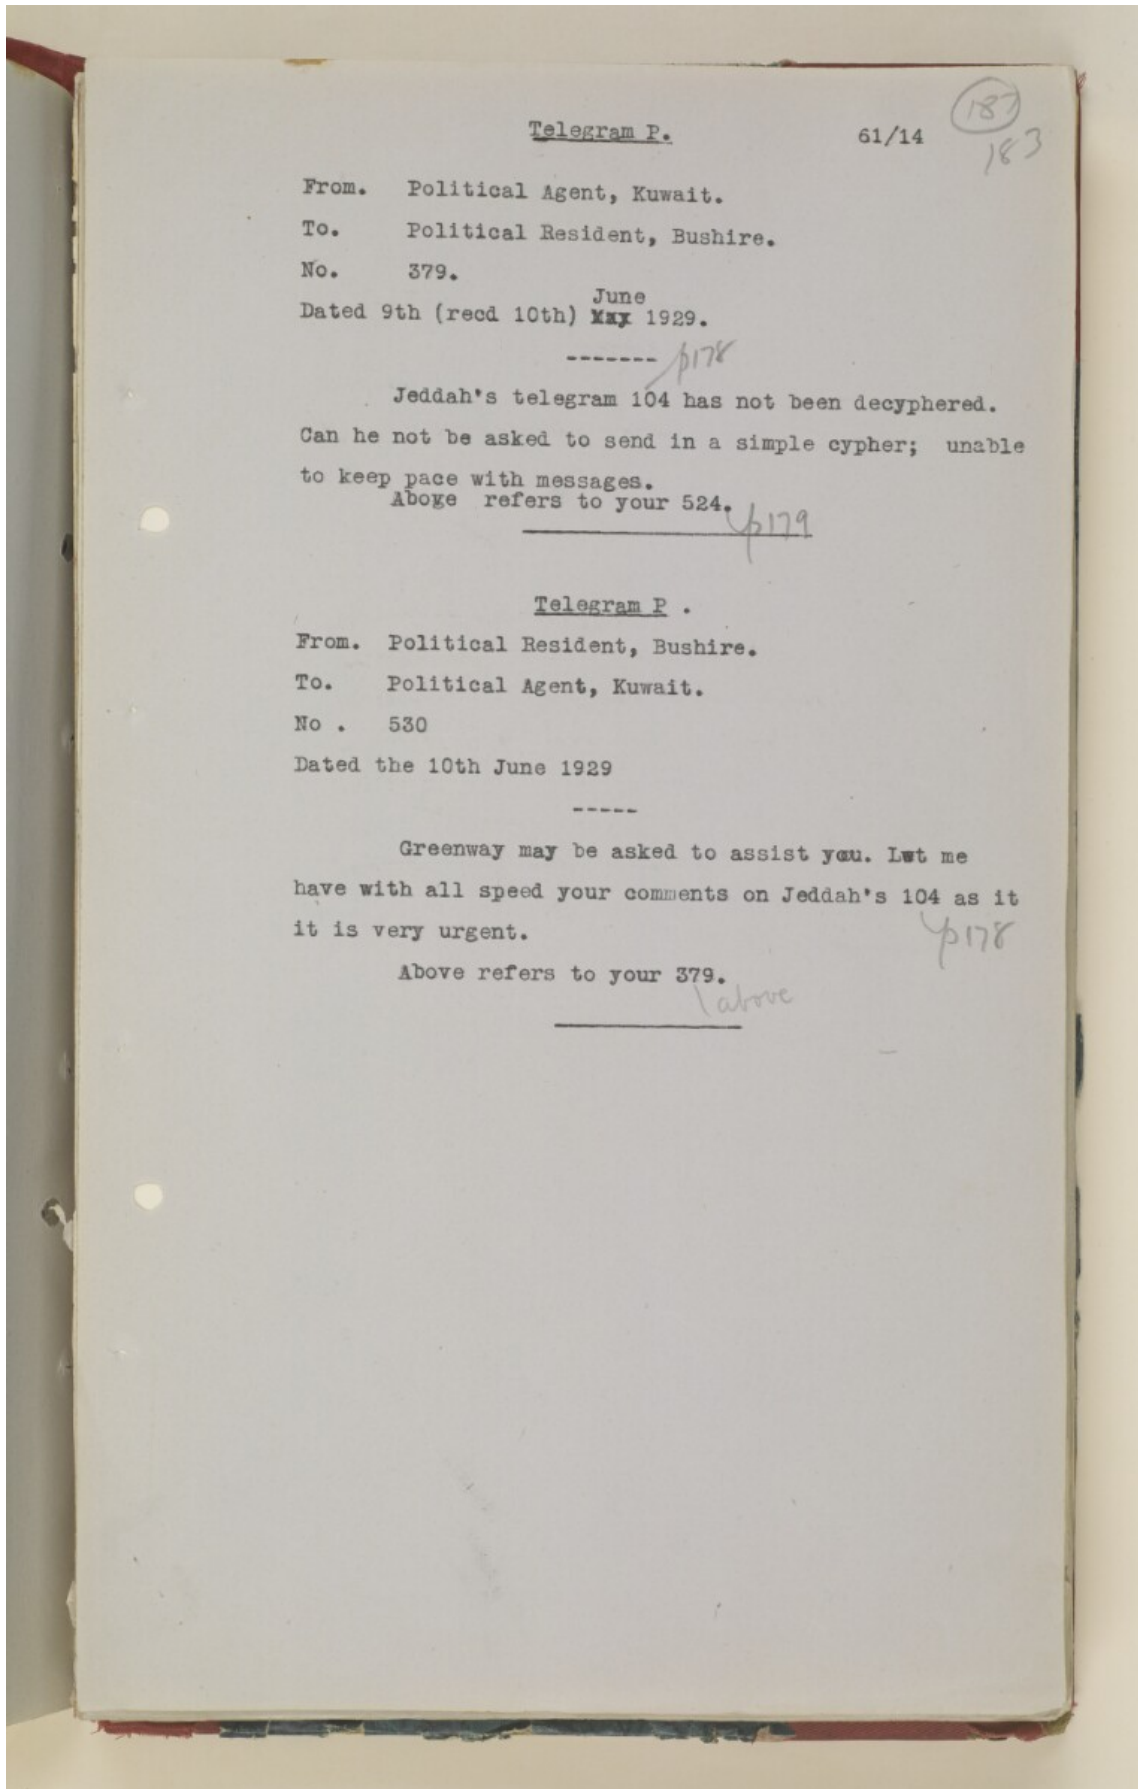 187
Telegram P. 61/14
183
From. Political Agent, Kuwait.
To. Political Resident, Bushire.
No. 379.
June
Dated 9th (recd 10th) May 1929.
------- p178
Jeddah's telegram 104 has not been decyphered.
Can he not be asked to send in a simple cypher; unable
to keep pace with messages.
Above refers to your 524.
p179
Telegram P .
From. Political Resident, Bushire.
To. Political Agent, Kuwait.
No . 530
Dated the 10th June 1929
-----
Greenway may be asked to assist you. Let me
have with all speed your comments on Jeddah's 104 as it
it is very urgent. p178
Above refers to your 379.
above